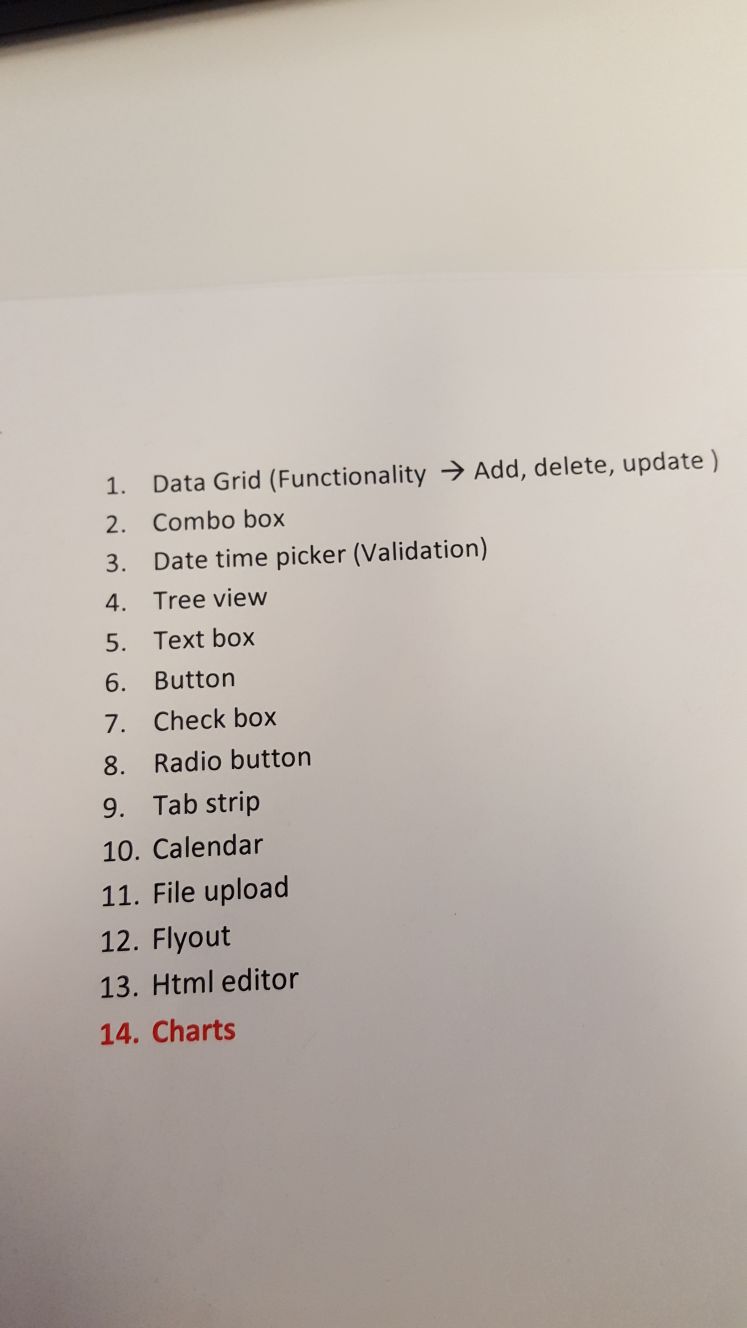 1. Data Grid (Functionality → Add, delete, update )
2. Combo box
3. Date time picker (Validation)
4. Tree view
5. Text box
6. Button
7. Check box
8. Radio button
9. Tab strip
10. Calendar
11. File upload
12. Flyout
13. Html editor
14. Charts